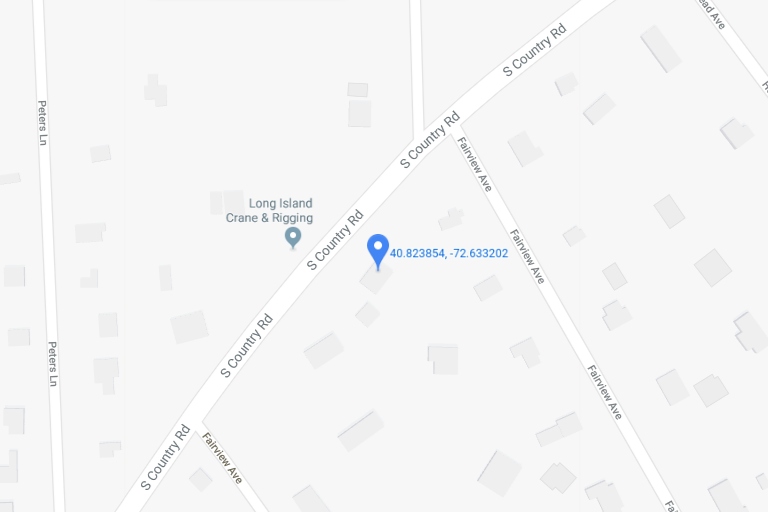 S Country Rd
Peters Ln
S Country Rd
Fairview Ave
Long Island
Crane & Rigging
S Country Rd
40.823854, -72.633202
Fairview Ave
S Country Rd
Peters Ln
Fairview Ave
S Country Rd
Fairview Ave